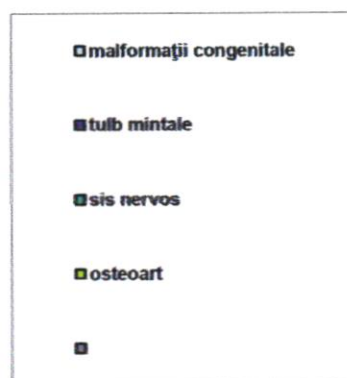 malformaţii congenitale
tulb mintale
sis nervos
osteoart